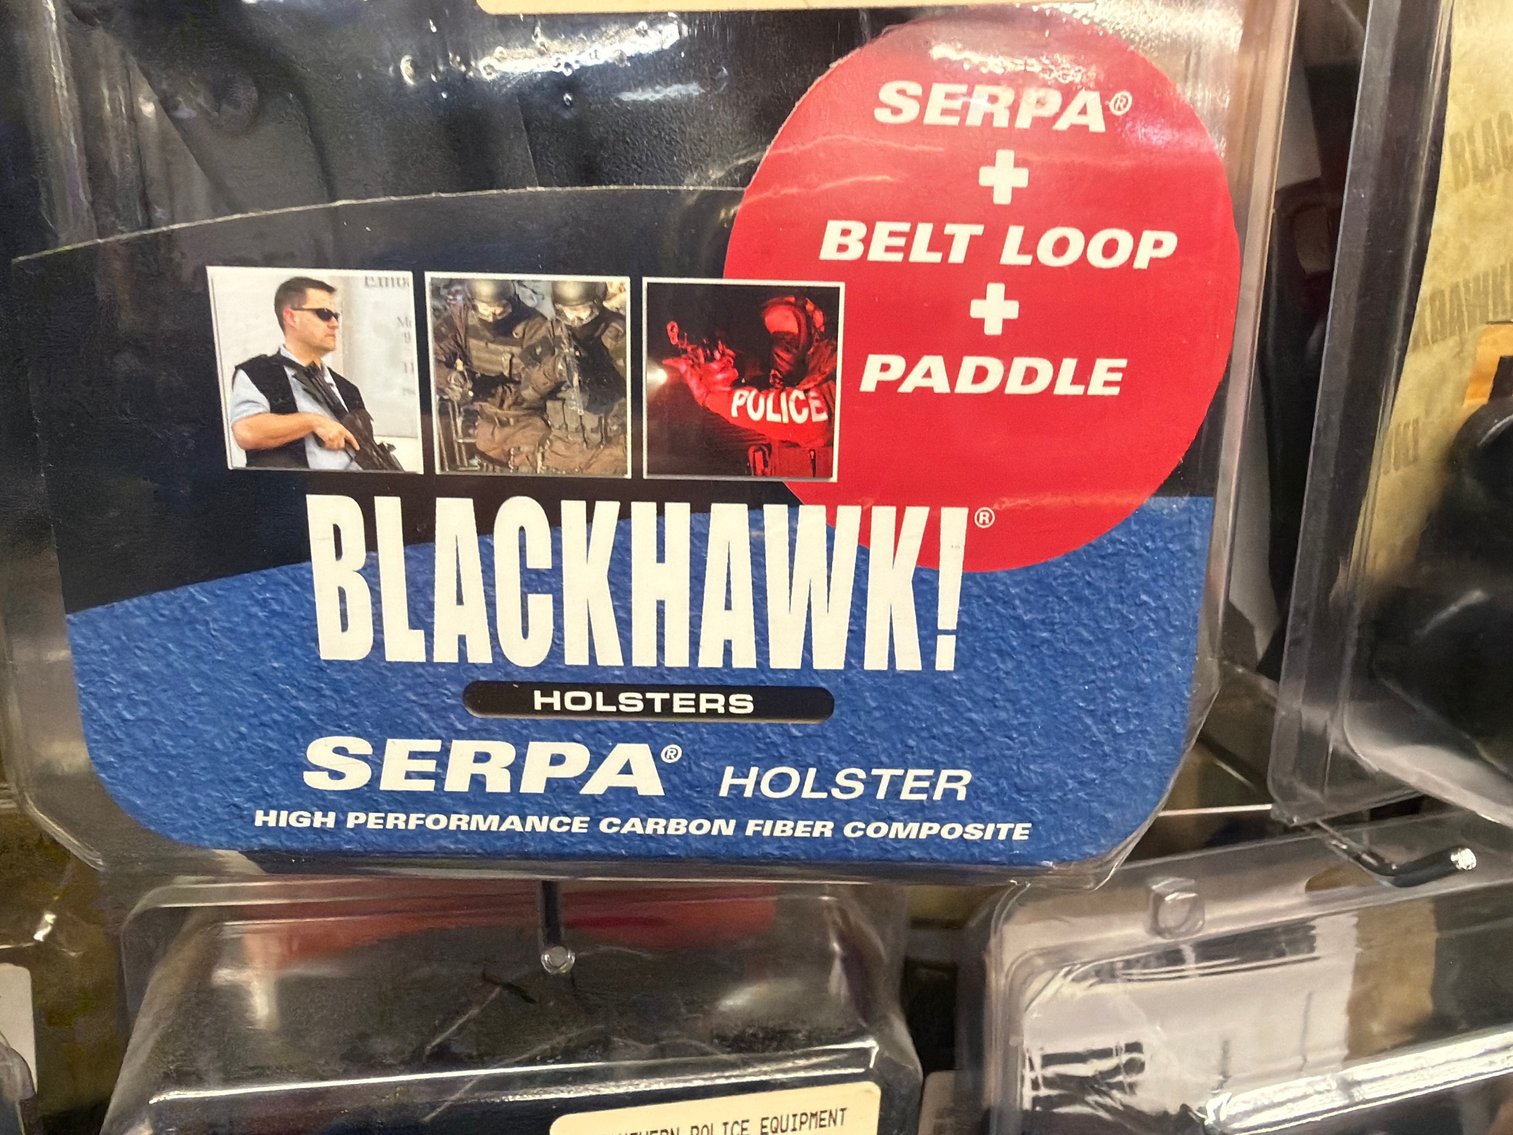 SERPA®
+
BELT LOOP
+
PADDLE
POLICE
BLACKHAWK!®
HOLSTERS
SERPA® HOLSTER
HIGH PERFORMANCE CARBON FIBER COMPOSITE
POLICE EQUIPMENT